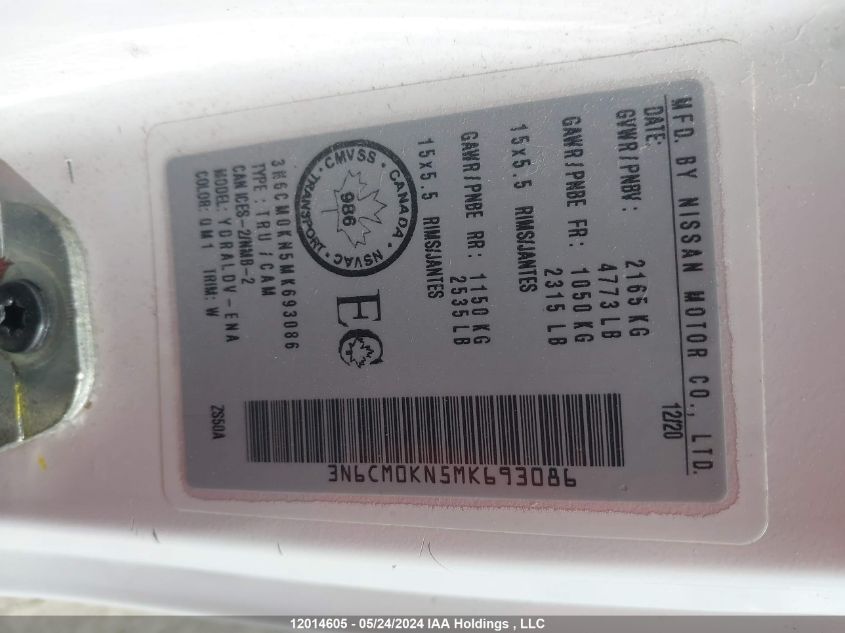 MFD. BY NISSAN MOTOR CO., LTD.
DATE: 12/20
GVWR/PNBV: 2165 KG
4773 LB
GAWR/PNBE FR: 1050 KG
2315 LB
15x5.5 RIMS/JANTES
GAWR/PNBE RR: 1150 KG
2535 LB
15x5.5 RIMS/JANTES
CMVSS · CANADA · NSVAC · TRANSPORT ·
986
EC
3N6CM0KN5MK693086
TYPE: TRU/CAM
CAN ICES-2/NMB-2
MODEL: YDRALDV-ENA
COLOR: QM1 TRIM: W
ZS50A
3N6CM0KN5MK693086
12014605 - 05/24/2024 IAA Holdings , LLC